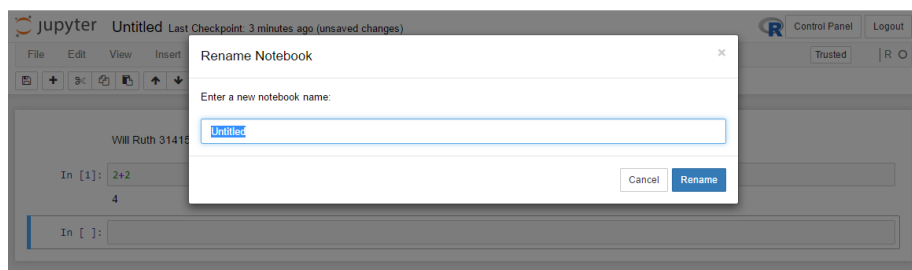 jupyter Untitled Last Checkpoint: 3 minutes ago (unsaved changes) R Control Panel Logout
File Edit View Insert Trusted R
Rename Notebook ×
Enter a new notebook name:
Untitled
Will Ruth 31415
Cancel Rename
In [1]: 2+2
4
In [ ]: